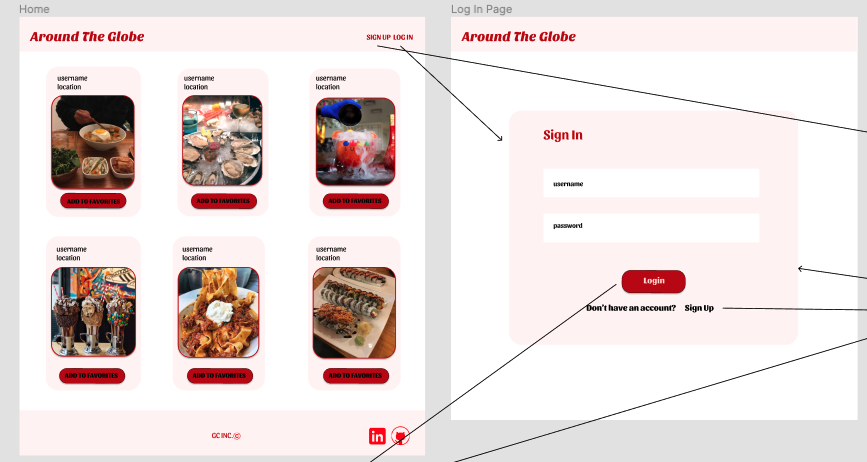 Home
Around The Globe
SIGN UP LOG IN
username
location
ADD TO FAVORITES
username
location
ADD TO FAVORITES
username
location
ADD TO FAVORITES
username
location
ADD TO FAVORITES
username
location
ADD TO FAVORITES
username
location
ADD TO FAVORITES
GC INC.©
in
Log In Page
Around The Globe
Sign In
username
password
Login
Don't have an account? Sign Up